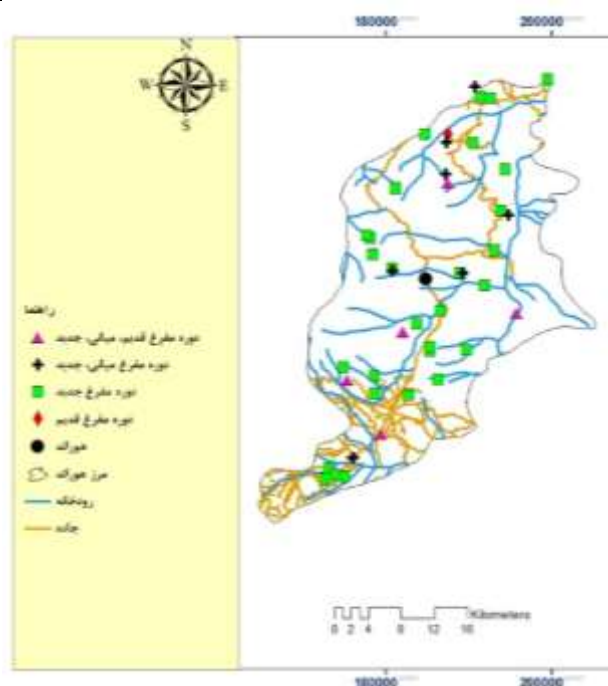 180000 200000
N
W E
S
راهنما
دوره مفرغ قدیم، میانی، جدید
دوره مفرغ میانی، جدید
دوره مفرغ جدید
دوره مفرغ قدیم
هوراند
مرز هوراند
رودخانه
جاده
Kilometers
0 2 4 8 12 16
180000 200000